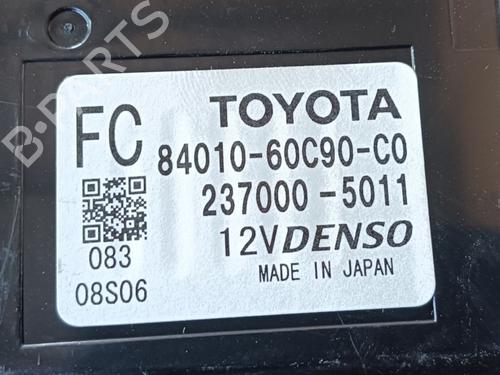 B-PARTS
FC
TOYOTA
84010-60C90-C0
237000-5011
12V DENSO
083
08S06
MADE IN JAPAN